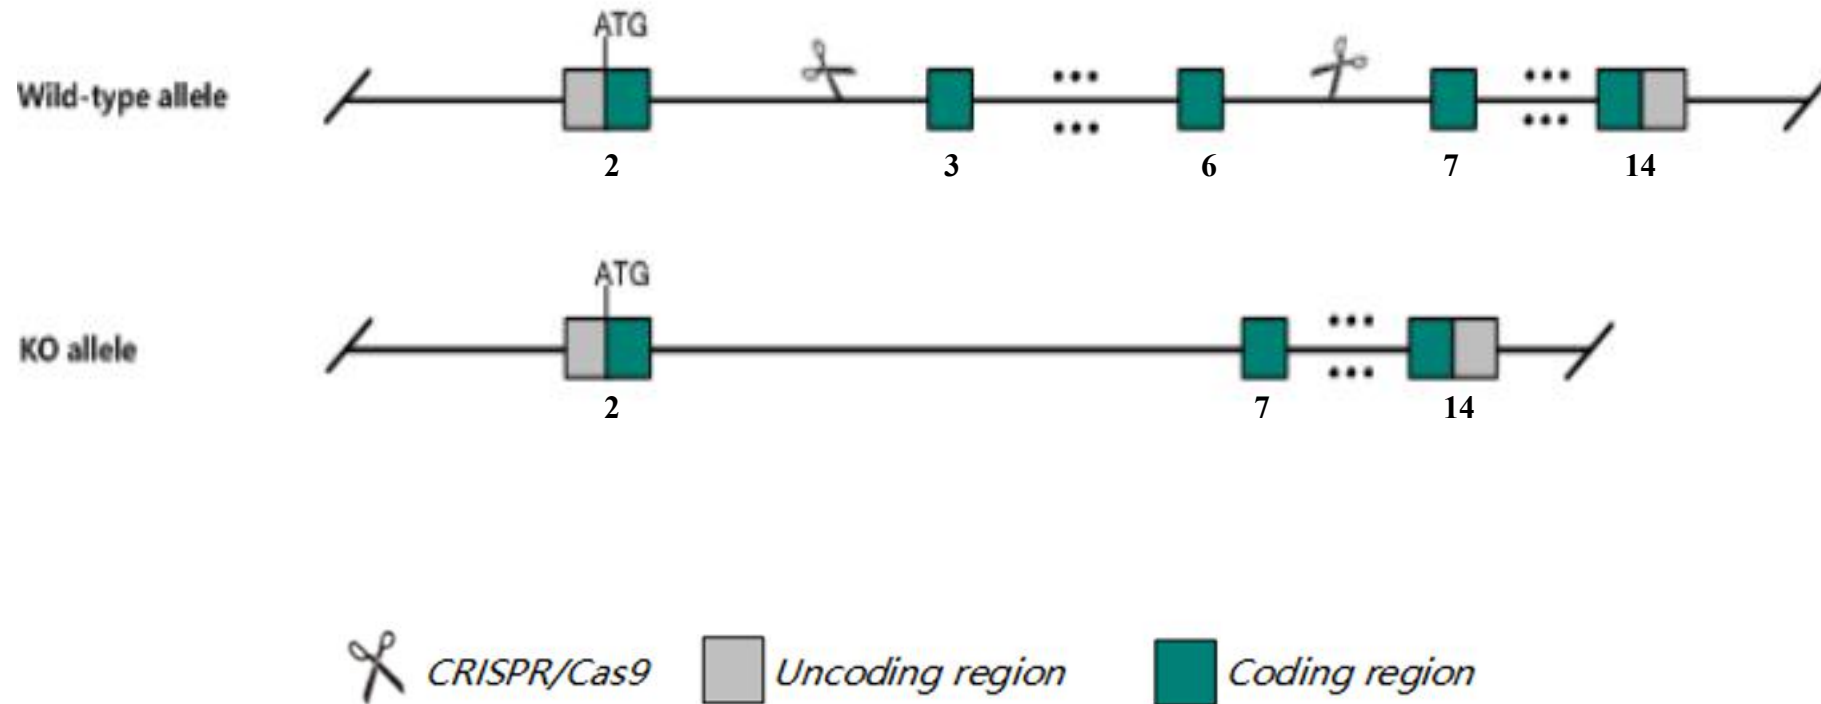 ATG
Wild-type allele
2 3 6 7 14
ATG
KO allele
2 7 14
CRISPR/Cas9 Uncoding region Coding region